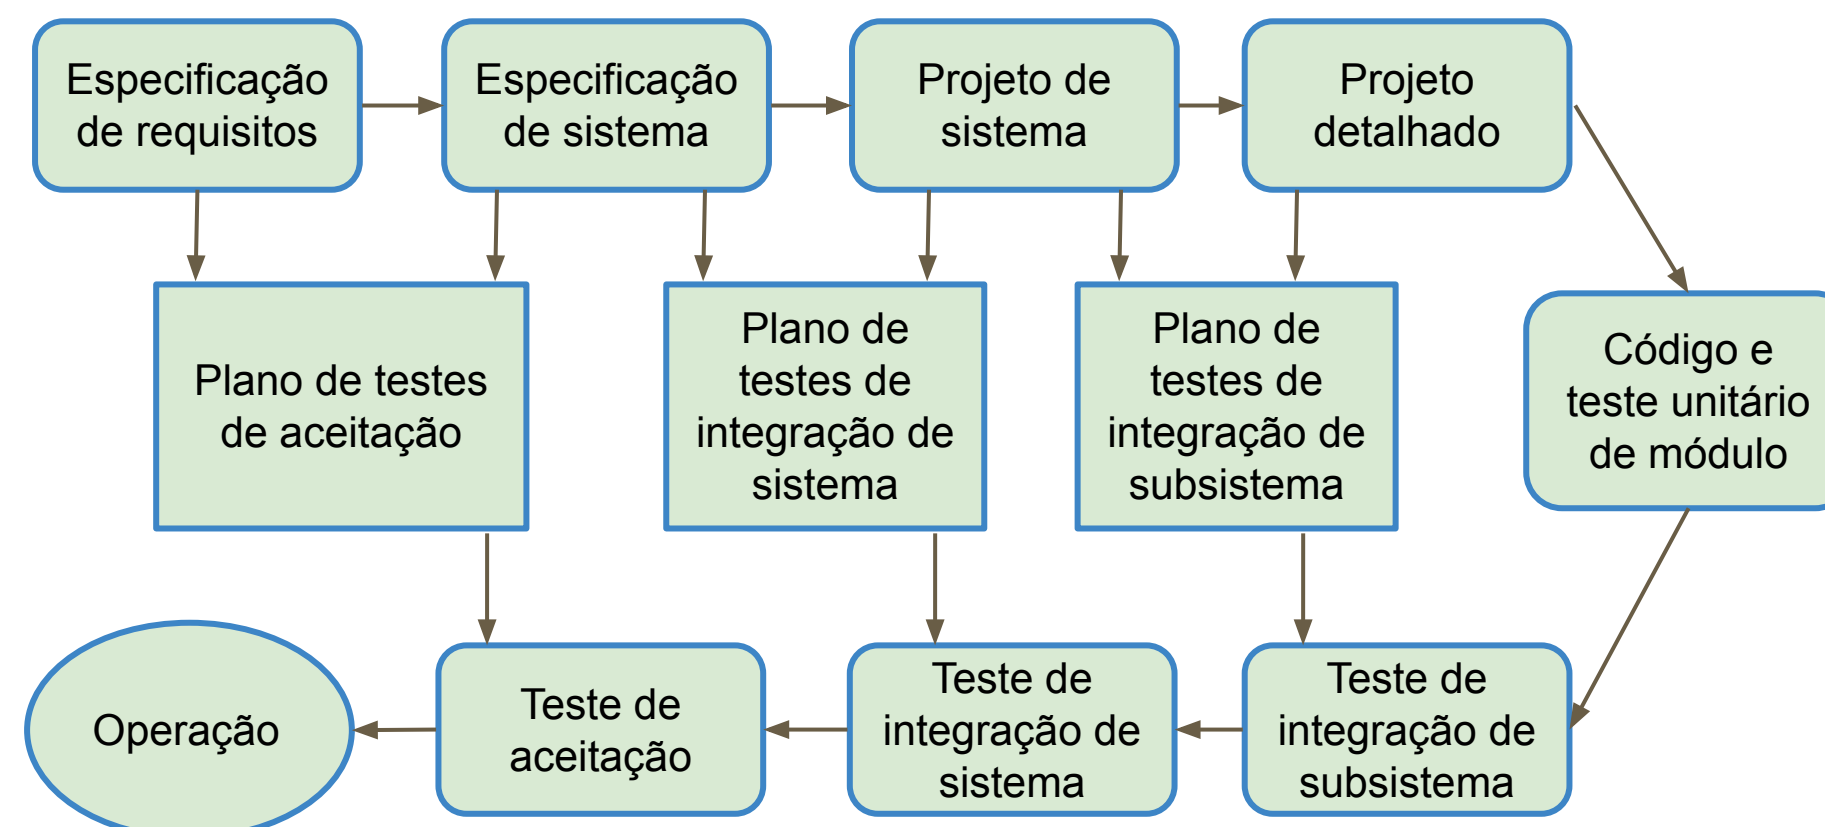 Especificação
de requisitos
Especificação
de sistema
Projeto de
sistema
Projeto
detalhado
Plano de testes
de aceitação
Plano de
testes de
integração de
sistema
Plano de
testes de
integração de
subsistema
Código e
teste unitário
de módulo
Operação
Teste de
aceitação
Teste de
integração de
sistema
Teste de
integração de
subsistema